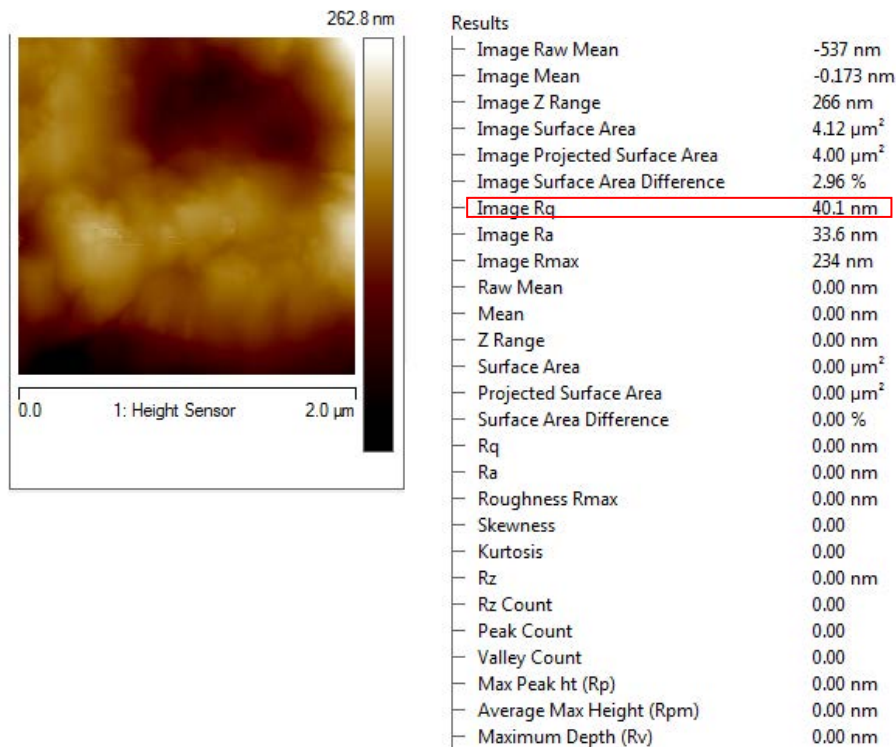 262.8 nm
0.0 1: Height Sensor 2.0 µm
Results
Image Raw Mean -537 nm
Image Mean -0.173 nm
Image Z Range 266 nm
Image Surface Area 4.12 µm²
Image Projected Surface Area 4.00 µm²
Image Surface Area Difference 2.96 %
Image Rq 40.1 nm
Image Ra 33.6 nm
Image Rmax 234 nm
Raw Mean 0.00 nm
Mean 0.00 nm
Z Range 0.00 nm
Surface Area 0.00 µm²
Projected Surface Area 0.00 µm²
Surface Area Difference 0.00 %
Rq 0.00 nm
Ra 0.00 nm
Roughness Rmax 0.00 nm
Skewness 0.00
Kurtosis 0.00
Rz 0.00 nm
Rz Count 0.00
Peak Count 0.00
Valley Count 0.00
Max Peak ht (Rp) 0.00 nm
Average Max Height (Rpm) 0.00 nm
Maximum Depth (Rv) 0.00 nm